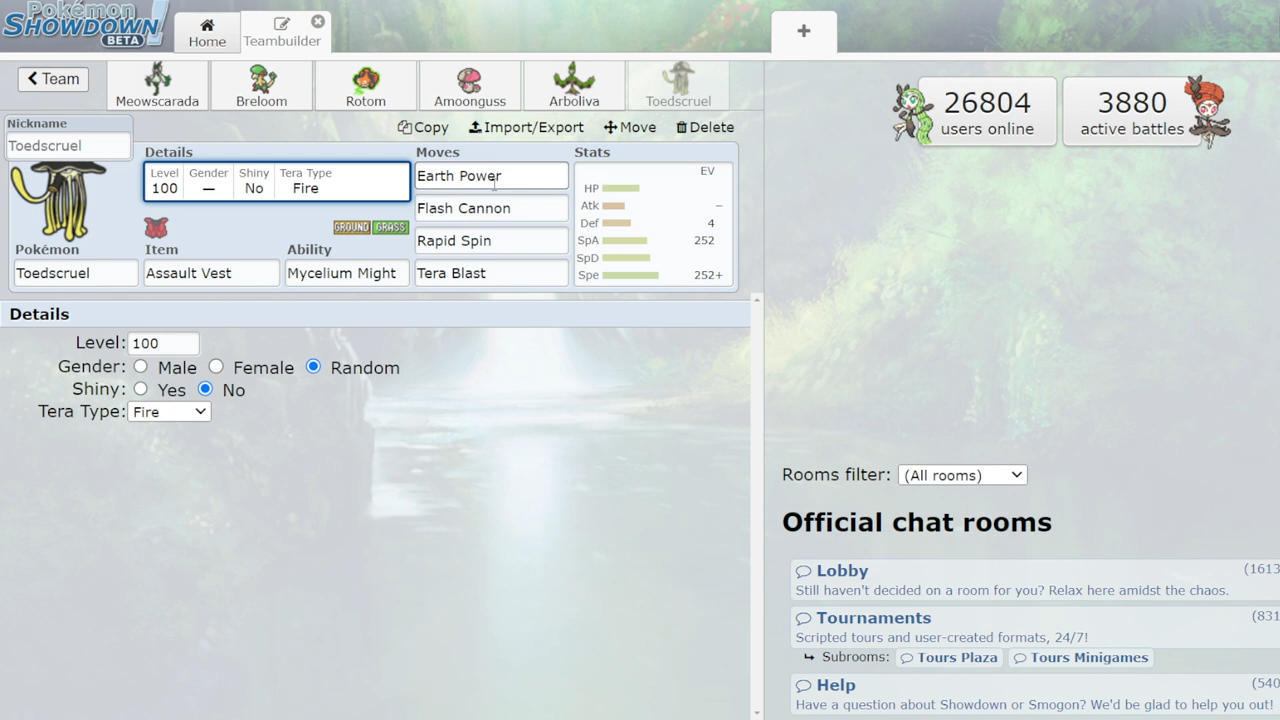 Pokémon
SHOWDOWN!
BETA
Home
Teambuilder
+
Team
Meowscarada
Breloom
Rotom
Amoonguss
Arboliva
Toedscruel
26804
users online
3880
active battles
Nickname
Toedscruel
Copy
Import/Export
Move
Delete
Details
Moves
Stats
Level
Gender
Shiny
Tera Type
100
—
No
Fire
Earth Power
Flash Cannon
Rapid Spin
Tera Blast
EV
HP
Atk –
Def 4
SpA 252
SpD
Spe 252+
GROUND GRASS
Pokémon
Item
Ability
Toedscruel
Assault Vest
Mycelium Might
Details
Level: 100
Gender: Male Female Random
Shiny: Yes No
Tera Type: Fire
Rooms filter: (All rooms)
Official chat rooms
Lobby (1613
Still haven't decided on a room for you? Relax here amidst the chaos.
Tournaments (831
Scripted tours and user-created formats, 24/7!
Subrooms: Tours Plaza Tours Minigames
Help (540
Have a question about Showdown or Smogon? We'd be glad to help you out!